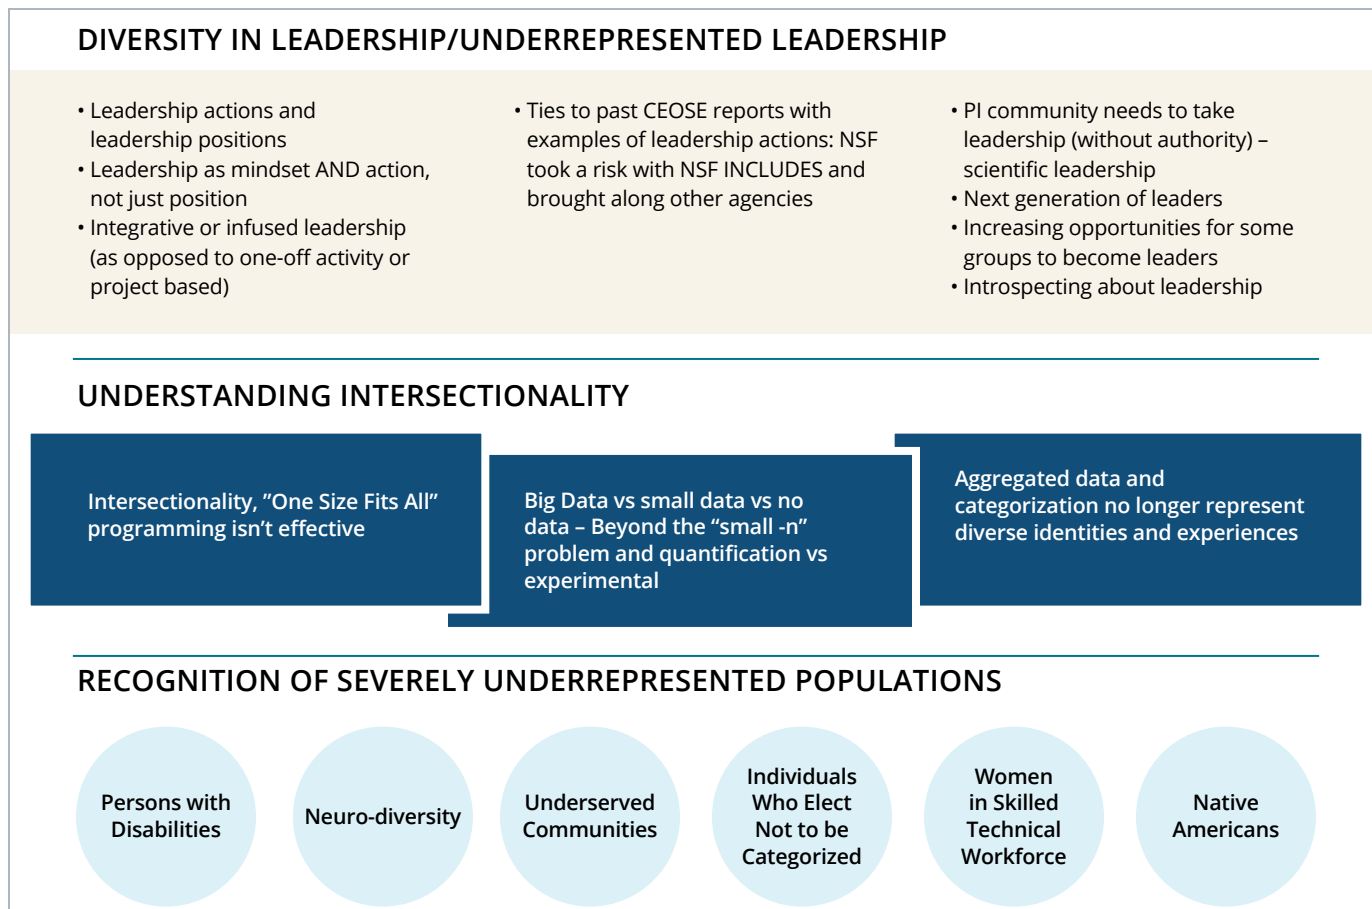 DIVERSITY IN LEADERSHIP/UNDERREPRESENTED LEADERSHIP
• Leadership actions and
leadership positions
• Leadership as mindset AND action,
not just position
• Integrative or infused leadership
(as opposed to one-off activity or
project based)
• Ties to past CEOSE reports with
examples of leadership actions: NSF
took a risk with NSF INCLUDES and
brought along other agencies
• PI community needs to take
leadership (without authority) –
scientific leadership
• Next generation of leaders
• Increasing opportunities for some
groups to become leaders
• Introspecting about leadership
UNDERSTANDING INTERSECTIONALITY
Intersectionality, ”One Size Fits All”
programming isn’t effective
Big Data vs small data vs no
data – Beyond the “small -n”
problem and quantification vs
experimental
Aggregated data and
categorization no longer represent
diverse identities and experiences
RECOGNITION OF SEVERELY UNDERREPRESENTED POPULATIONS
Persons with
Disabilities
Neuro-diversity
Underserved
Communities
Individuals
Who Elect
Not to be
Categorized
Women
in Skilled
Technical
Workforce
Native
Americans